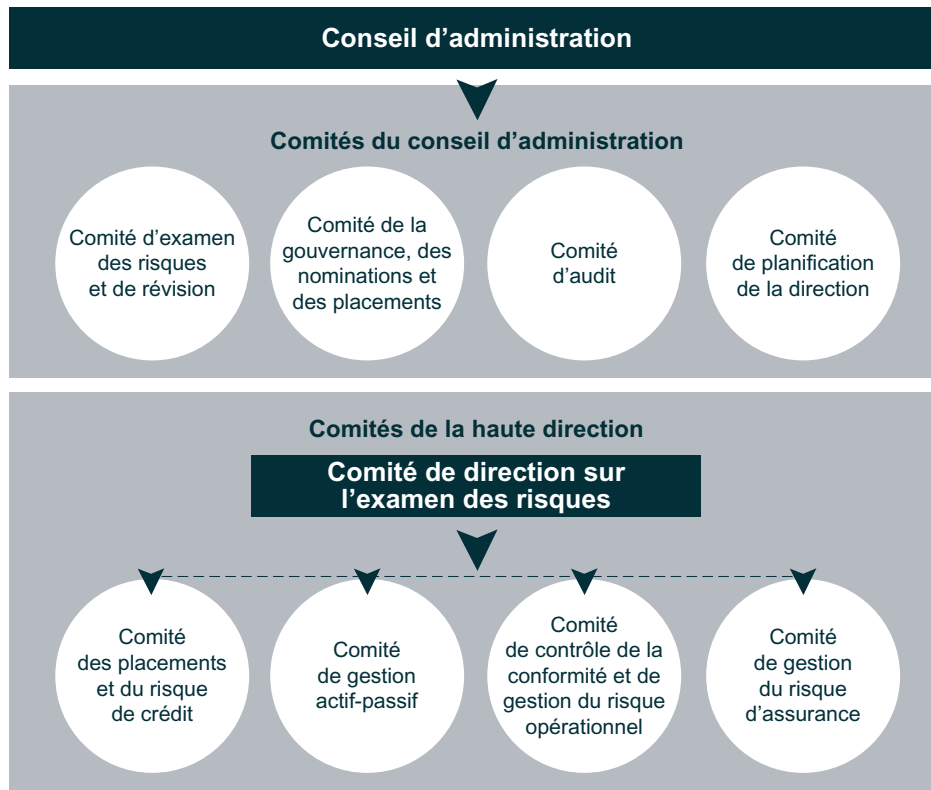 Conseil d’administration
Comités du conseil d’administration
Comité d’examen
des risques
et de révision
Comité de la
gouvernance, des
nominations et
des placements
Comité
d’audit
Comité
de planification
de la direction
Comités de la haute direction
Comité de direction sur
l’examen des risques
Comité
des placements
et du risque
de crédit
Comité
de gestion
actif-passif
Comité
de contrôle de la
conformité et de
gestion du risque
opérationnel
Comité
de gestion
du risque
d’assurance